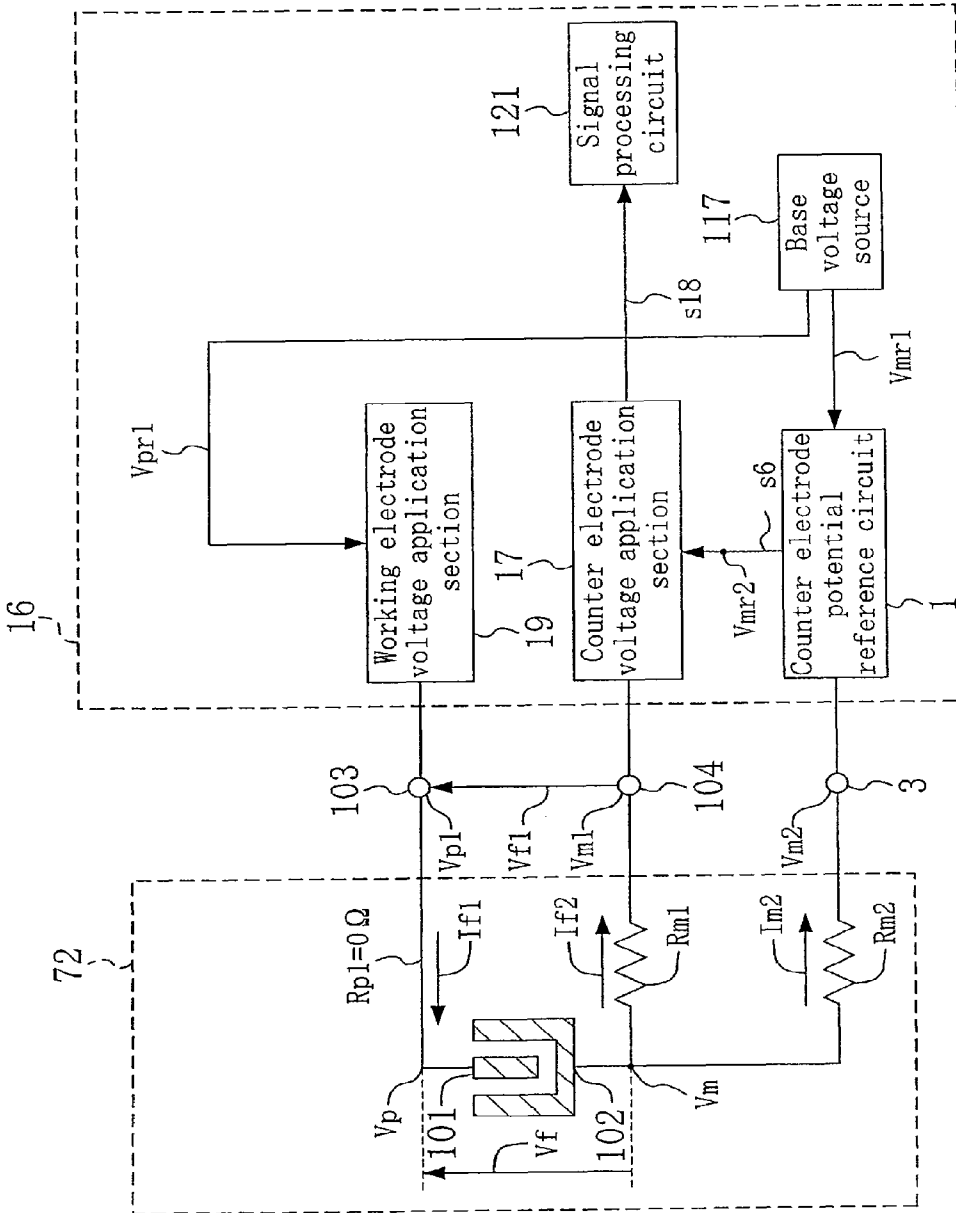 16
72
Vpr1
121
Signal
processing
circuit
Working electrode
voltage application
section
19
s18
117
Base
voltage
source
17
Counter electrode
voltage application
section
Vmr1
s6
Vmr2
Counter electrode
potential
reference circuit
1
103
Vp1
Vf1
Vm1
104
Vm2
3
Rp1=0Ω
If1
If2
Rm1
Im2
Rm2
Vp
101
102
Vm
Vf